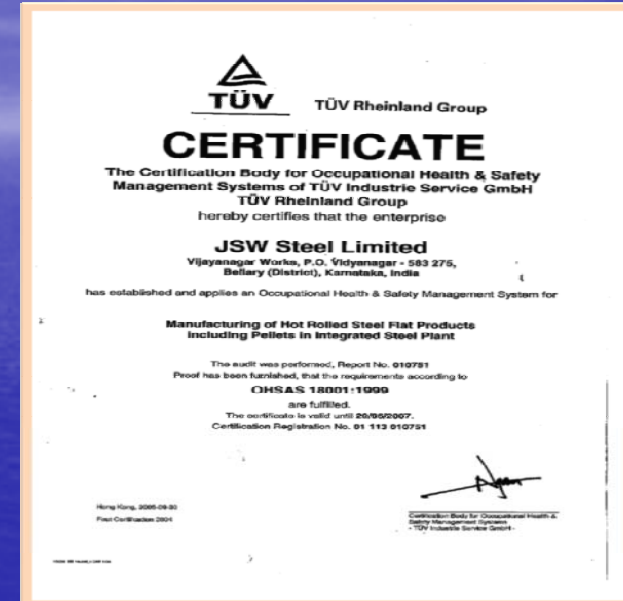 TÜV
TÜV Rheinland Group
CERTIFICATE
The Certification Body for Occupational Health & Safety
Management Systems of TÜV Industrie Service GmbH
TÜV Rheinland Group
hereby certifies that the enterprise
JSW Steel Limited
Vijayanagar Works, P.O. Vidyanagar - 583 275,
Bellary (District), Karnataka, India
has established and applies an Occupational Health & Safety Management System for
Manufacturing of Hot Rolled Steel Flat Products
including Pellets in Integrated Steel Plant
The audit was performed, Report No. 010751
Proof has been furnished, that the requirements according to
OHSAS 18001:1999
are fulfilled.
The certificate is valid until
Certification Registration No. 01 113 010751
Hong Kong,
First Certification 2004
Certification Body for Occupational Health &
Safety Management Systems
- TÜV Industrie Service GmbH -